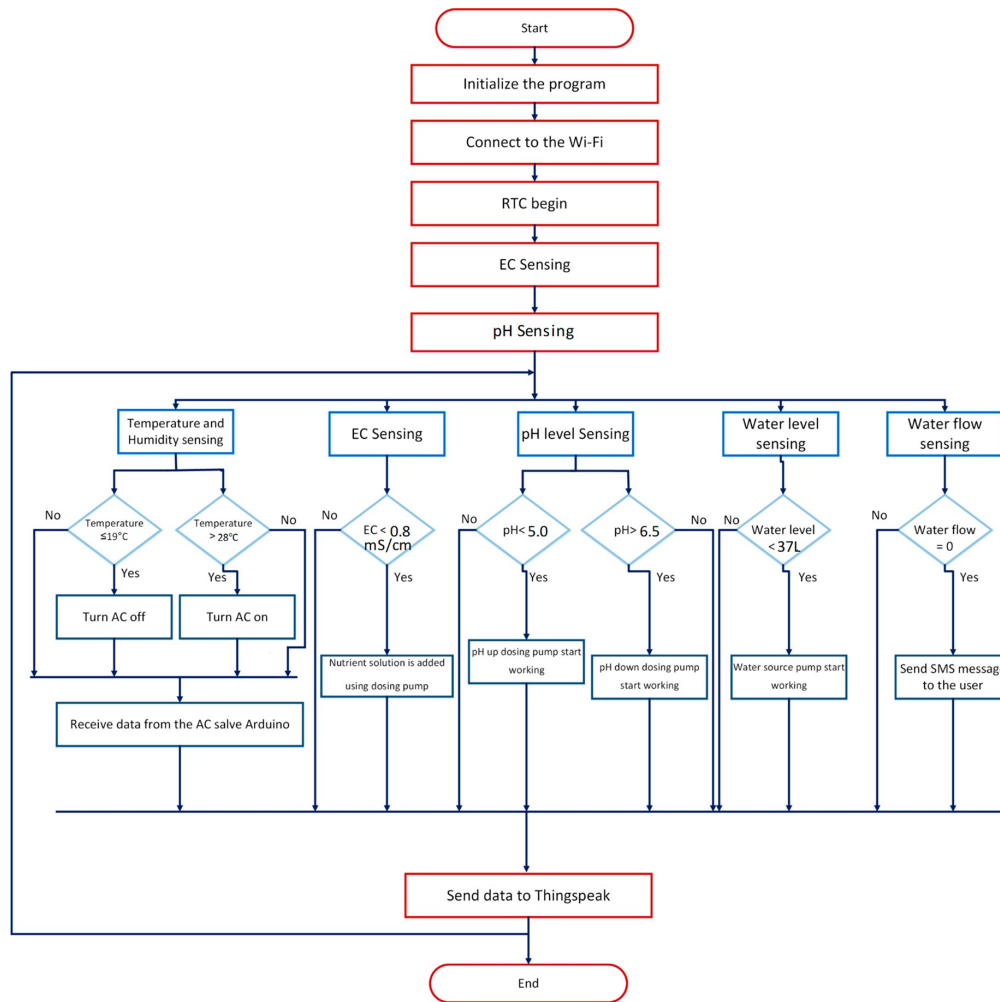 Start
Initialize the program
Connect to the Wi-Fi
RTC begin
EC Sensing
pH Sensing
Temperature and
Humidity sensing
EC Sensing
pH level Sensing
Water level
sensing
Water flow
sensing
No
Temperature
≤19°C
Temperature
> 28°C
No
No
EC < 0.8
mS/cm
No
pH< 5.0
pH> 6.5
No
No
Water level
< 37L
No
Water flow
= 0
Yes
Yes
Yes
Yes
Yes
Yes
Yes
Turn AC off
Turn AC on
Nutrient solution is added
using dosing pump
pH up dosing pump start
working
pH down dosing pump
start working
Water source pump start
working
Send SMS message
to the user
Receive data from the AC salve Arduino
Send data to Thingspeak
End